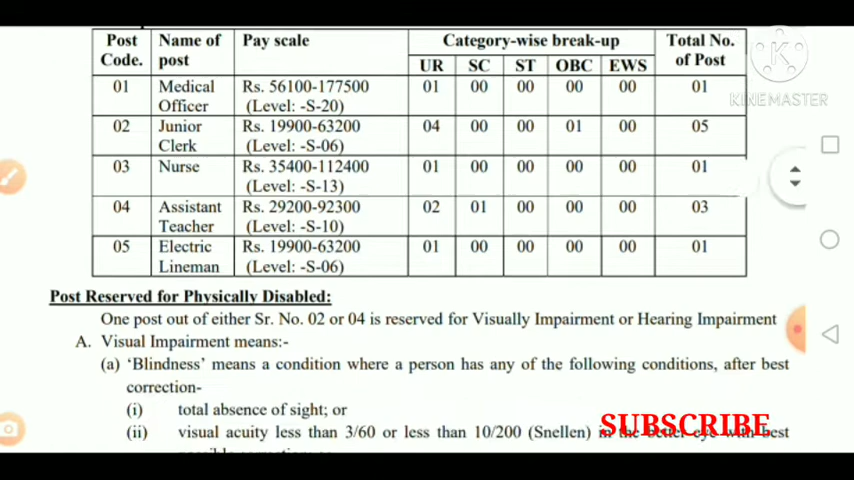 Post Code. Name of post Pay scale Category-wise break-up Total No. of Post
UR SC ST OBC EWS
01 Medical Officer Rs. 56100-177500 (Level: -S-20) 01 00 00 00 00 01
02 Junior Clerk Rs. 19900-63200 (Level: -S-06) 04 00 00 01 00 05
03 Nurse Rs. 35400-112400 (Level: -S-13) 01 00 00 00 00 01
04 Assistant Teacher Rs. 29200-92300 (Level: -S-10) 02 01 00 00 00 03
05 Electric Lineman Rs. 19900-63200 (Level: -S-06) 01 00 00 00 00 01
Post Reserved for Physically Disabled:
One post out of either Sr. No. 02 or 04 is reserved for Visually Impairment or Hearing Impairment
A. Visual Impairment means:-
(a) ‘Blindness’ means a condition where a person has any of the following conditions, after best
correction-
(i) total absence of sight; or
(ii) visual acuity less than 3/60 or less than 10/200 (Snellen) in the better eye with best
K
KINEMASTER
SUBSCRIBE